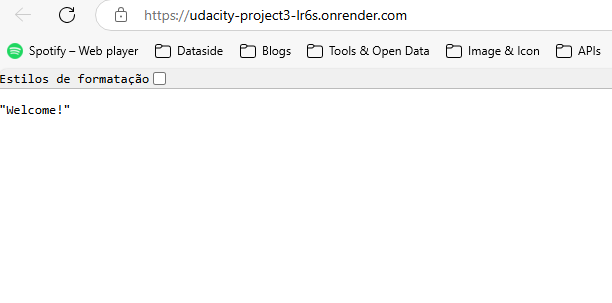 https://udacity-project3-lr6s.onrender.com
Spotify – Web player Dataside Blogs Tools & Open Data Image & Icon APIs
Estilos de formatação
"Welcome!"